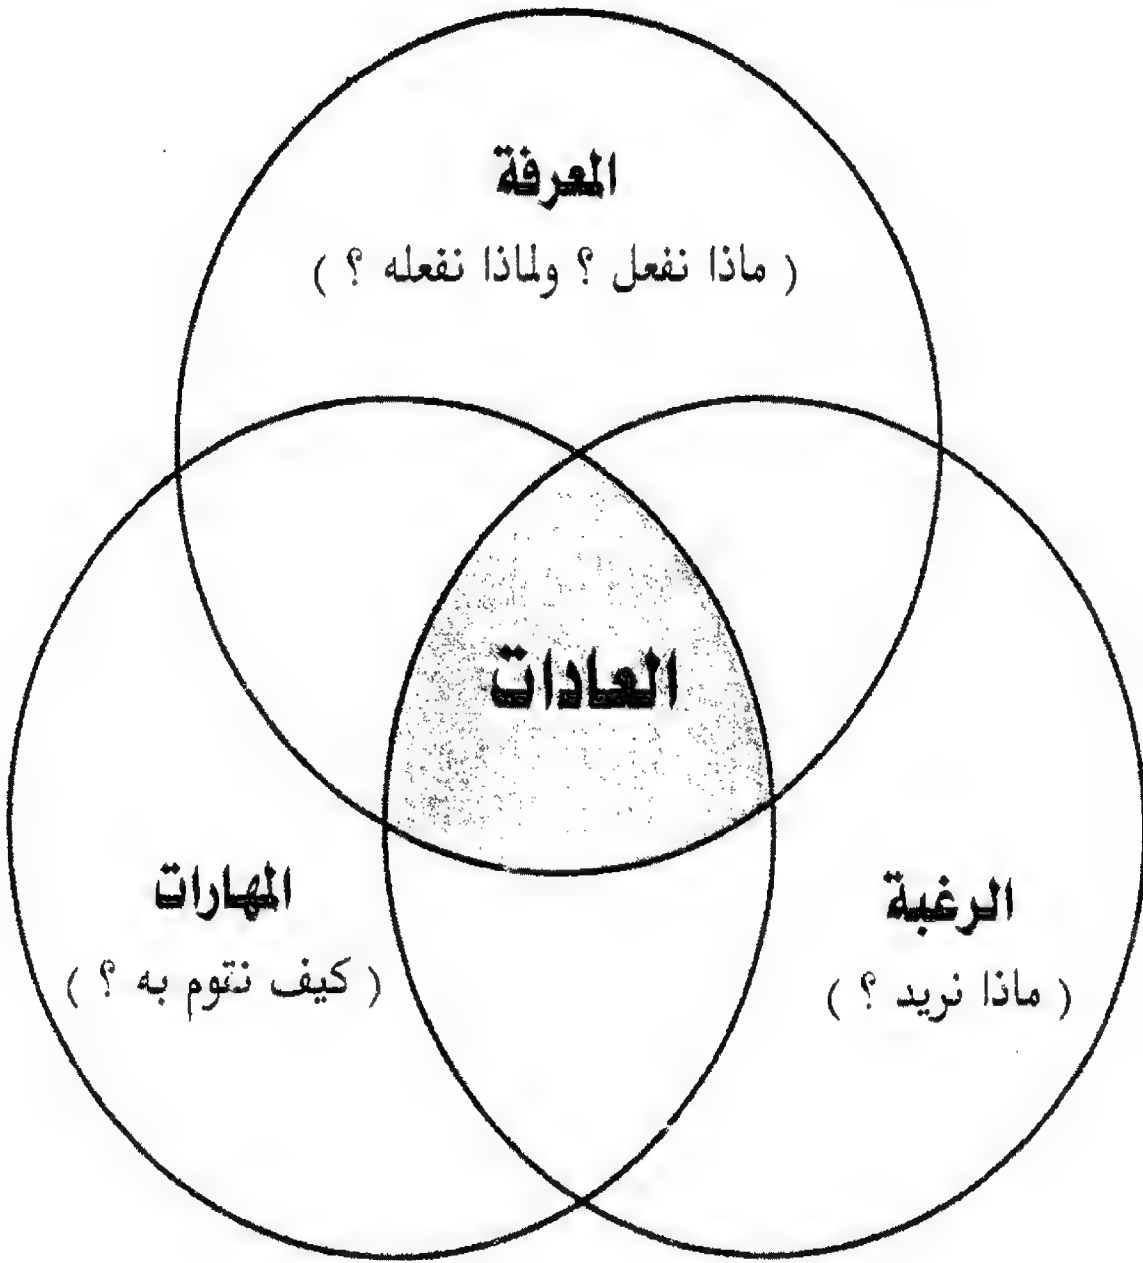 المعرفة
( ماذا نفعل ؟ ولماذا نفعله ؟ )
العادات
المهارات
( كيف نقوم به ؟ )
الرغبة
( ماذا نريد ؟ )